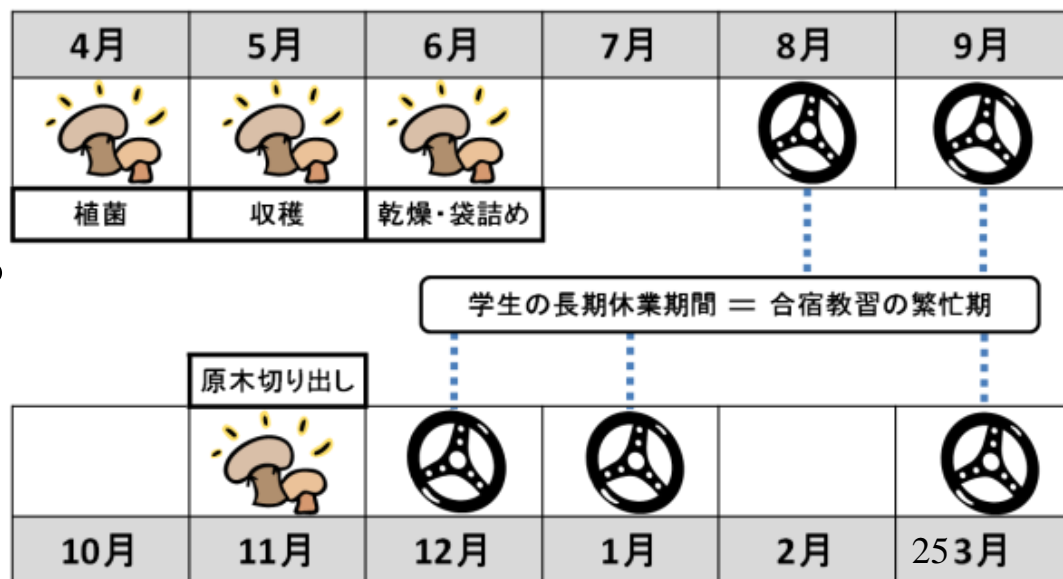 4月 5月 6月 7月 8月 9月
植菌 収穫 乾燥・袋詰め
学生の長期休業期間 = 合宿教習の繁忙期
原木切り出し
10月 11月 12月 1月 2月 25 3月